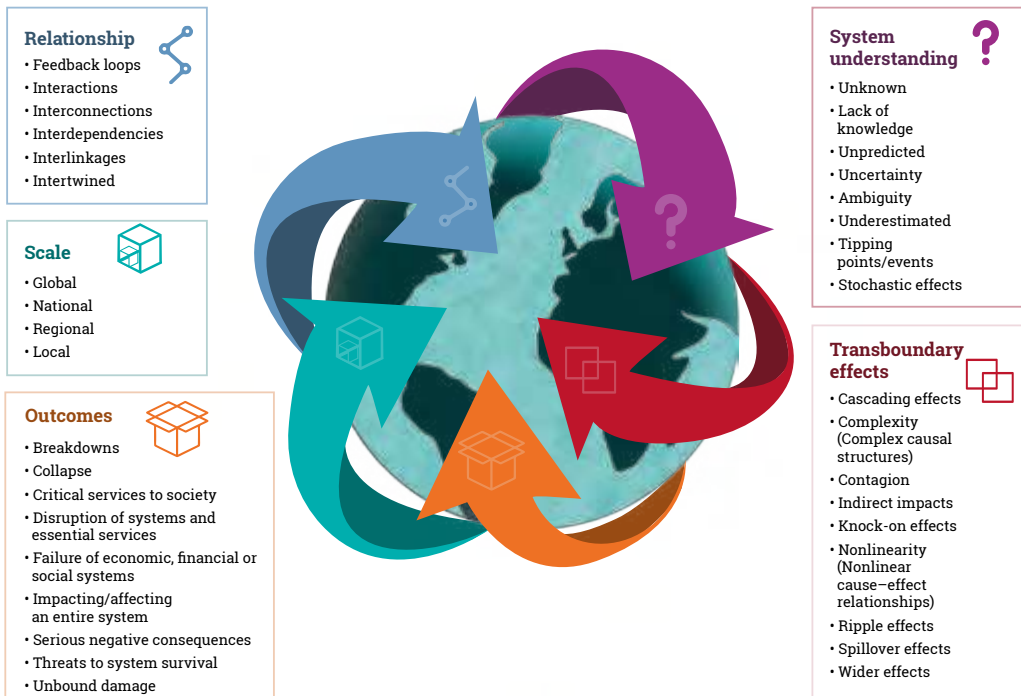 Relationship
• Feedback loops
• Interactions
• Interconnections
• Interdependencies
• Interlinkages
• Intertwined
Scale
• Global
• National
• Regional
• Local
Outcomes
• Breakdowns
• Collapse
• Critical services to society
• Disruption of systems and
essential services
• Failure of economic, financial or
social systems
• Impacting/affecting
an entire system
• Serious negative consequences
• Threats to system survival
• Unbound damage
System
understanding
• Unknown
• Lack of
knowledge
• Unpredicted
• Uncertainty
• Ambiguity
• Underestimated
• Tipping
points/events
• Stochastic effects
Transboundary
effects
• Cascading effects
• Complexity
(Complex causal
structures)
• Contagion
• Indirect impacts
• Knock-on effects
• Nonlinearity
(Nonlinear
cause–effect
relationships)
• Ripple effects
• Spillover effects
• Wider effects